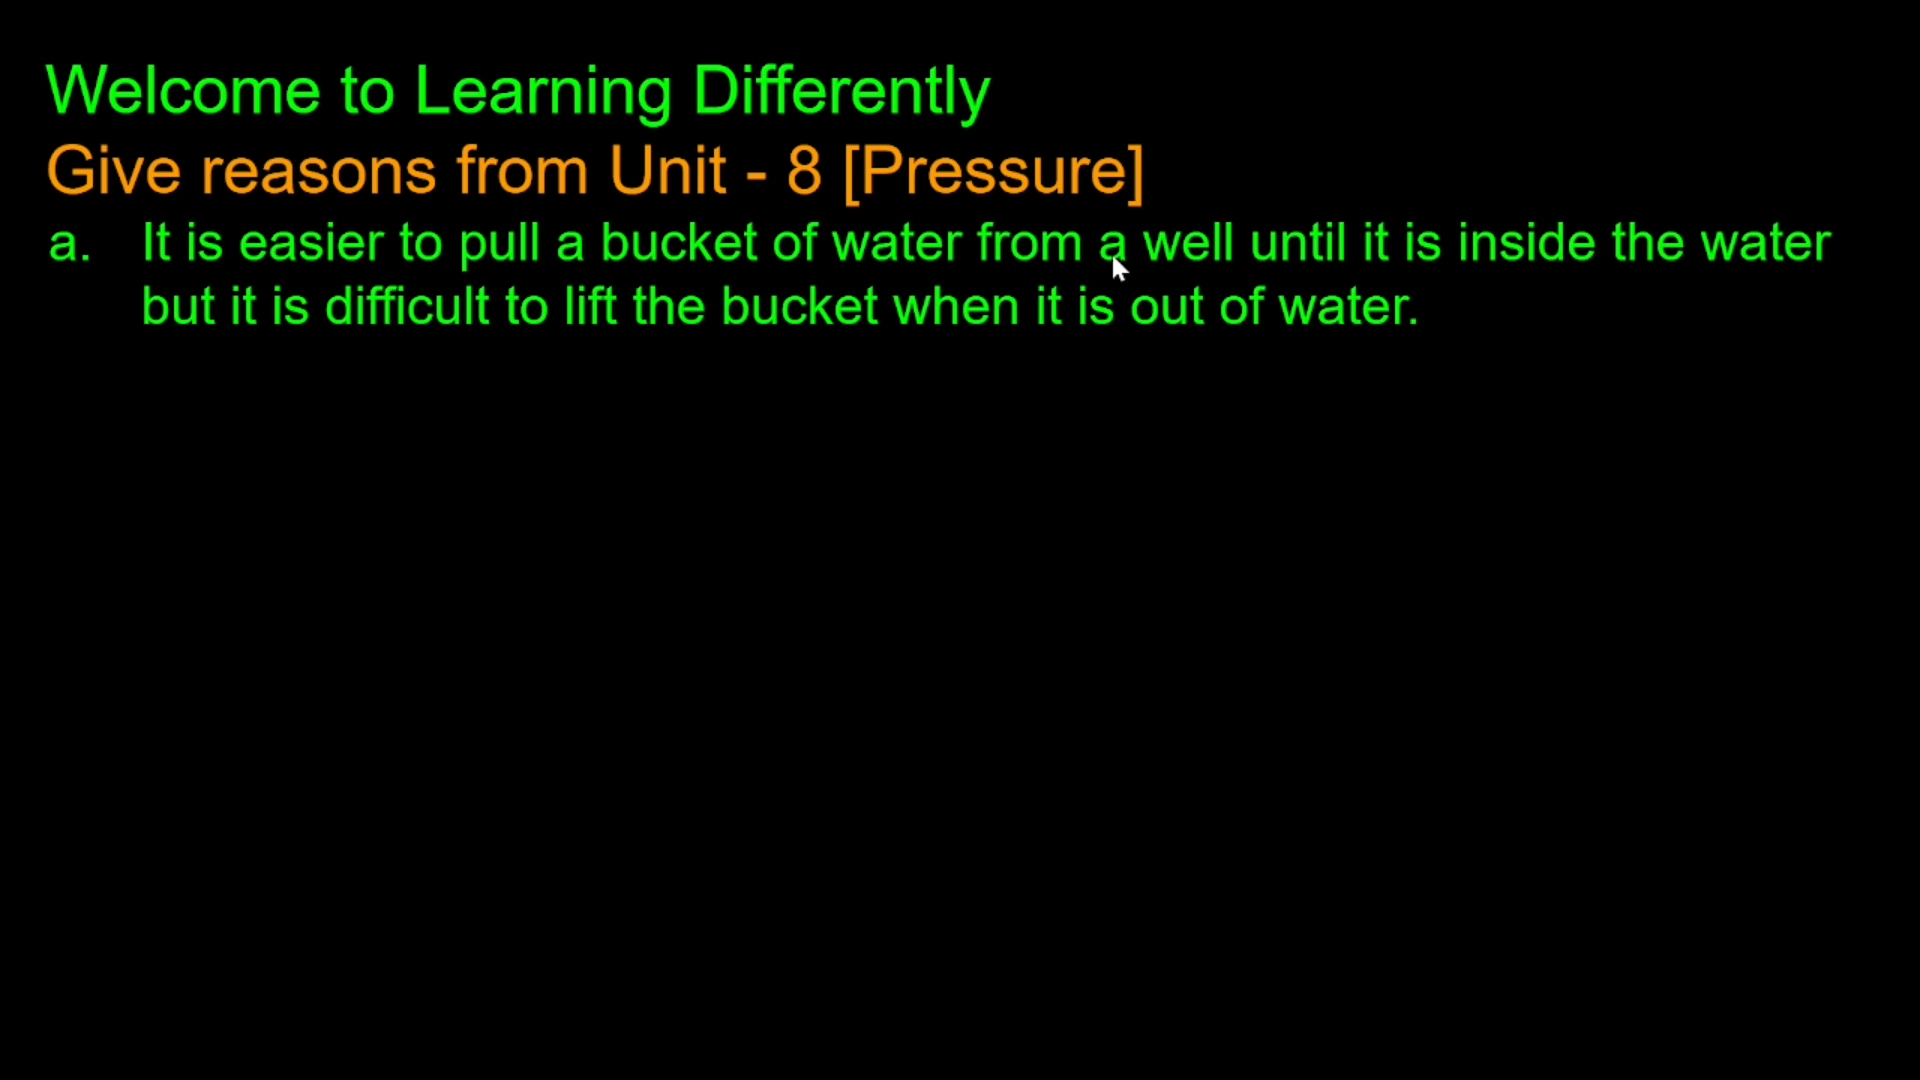 Welcome to Learning Differently
Give reasons from Unit - 8 [Pressure]
a. It is easier to pull a bucket of water from a well until it is inside the water
but it is difficult to lift the bucket when it is out of water.